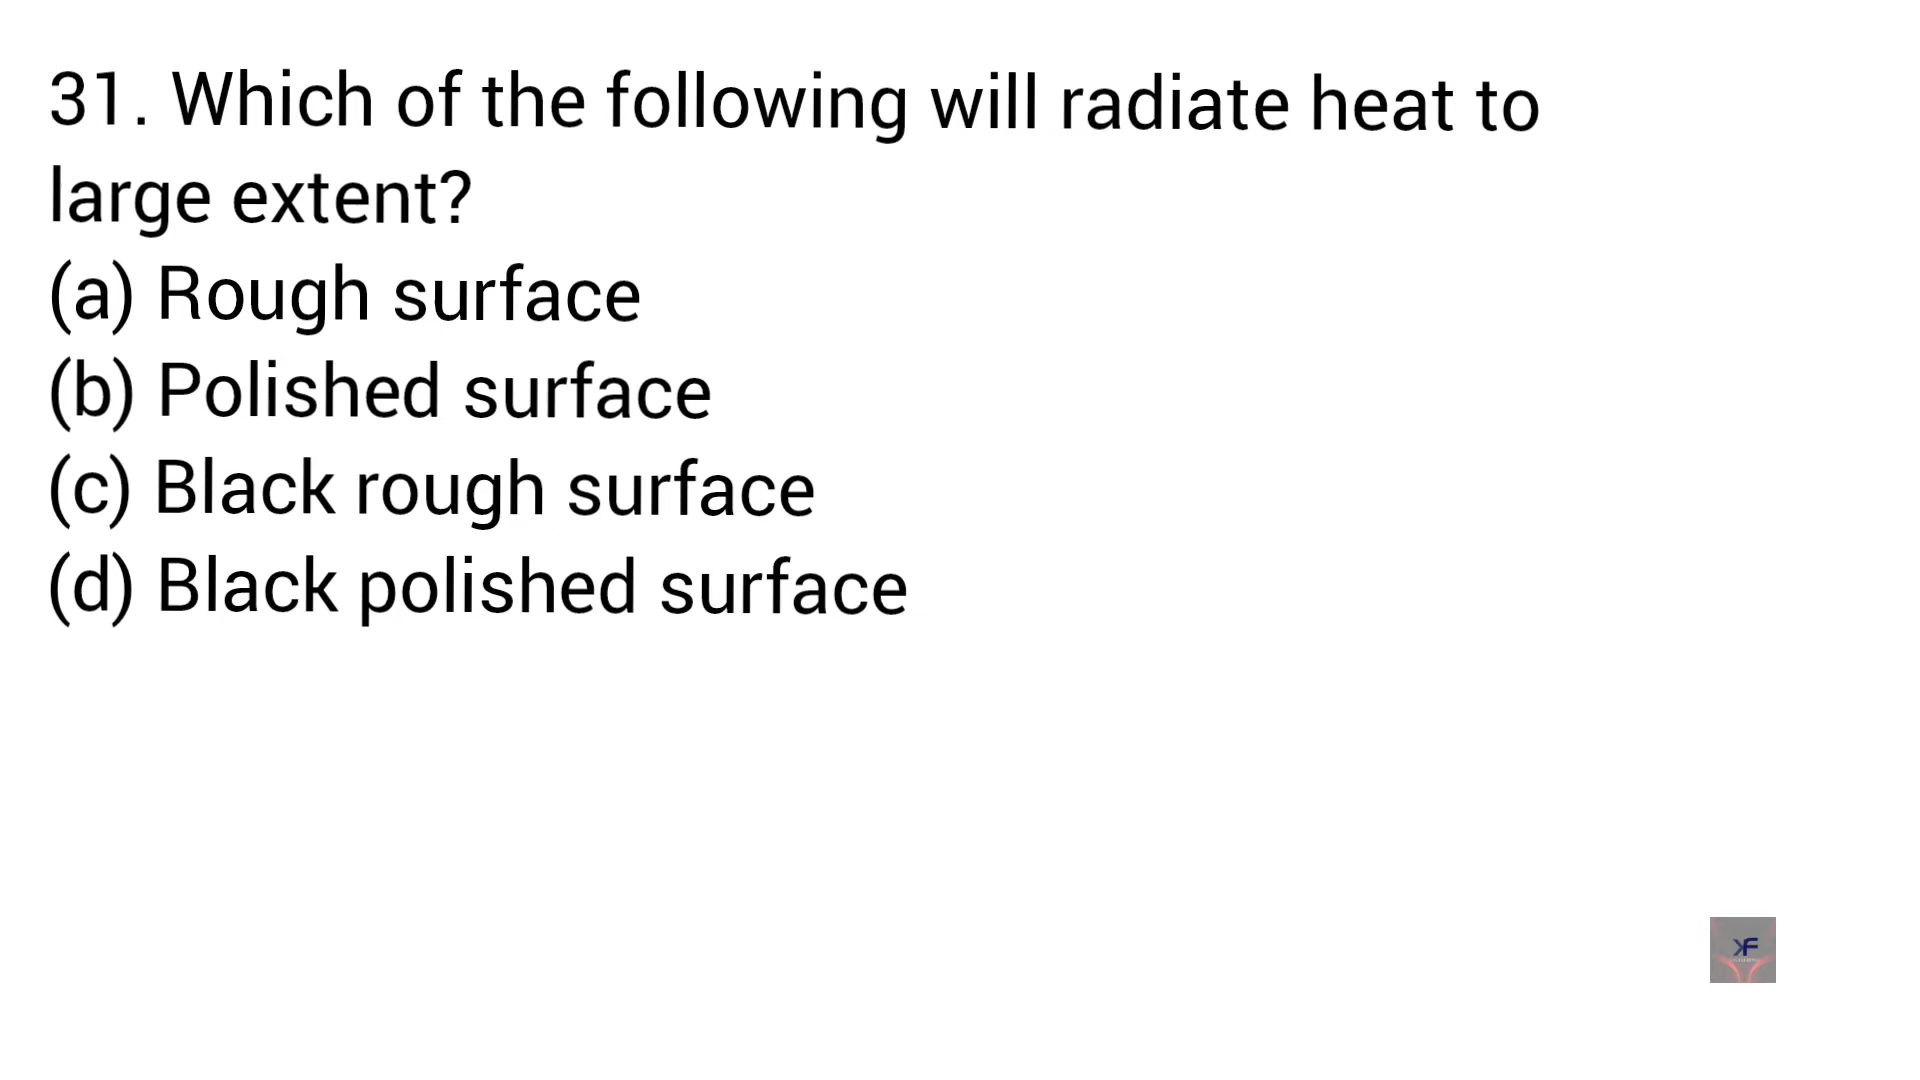 31. Which of the following will radiate heat to
large extent?
(a) Rough surface
(b) Polished surface
(c) Black rough surface
(d) Black polished surface